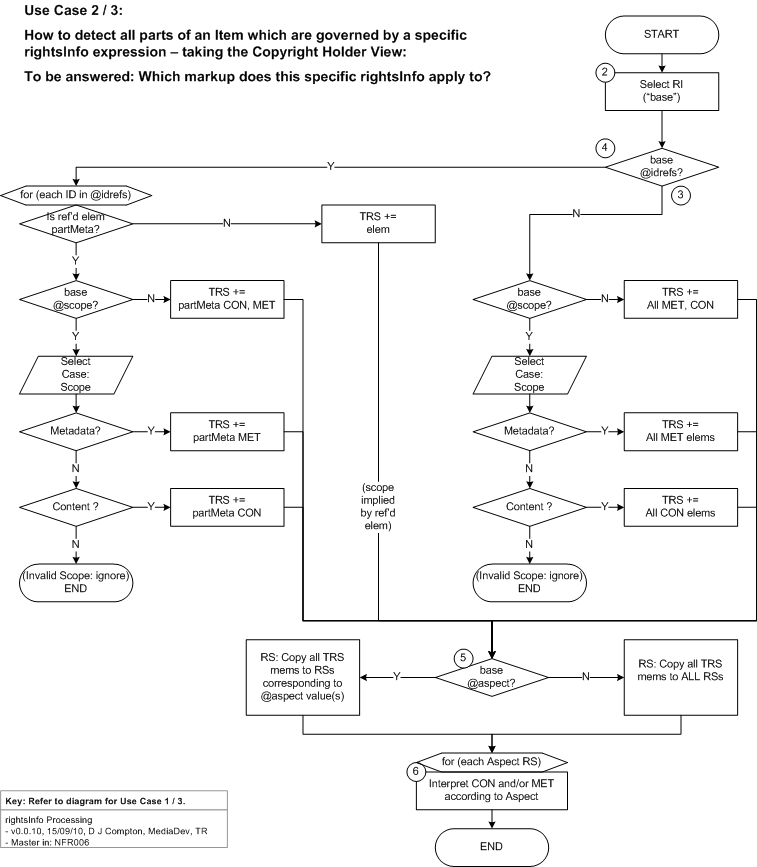 Use Case 2 / 3:
How to detect all parts of an Item which are governed by a specific
rightsInfo expression – taking the Copyright Holder View:
To be answered: Which markup does this specific rightsInfo apply to?
START
2
Select RI
("base")
4
base
@idrefs?
3
Y
N
for (each ID in @idrefs)
Is ref'd elem
partMeta?
N
TRS +=
elem
Y
base
@scope?
N
TRS +=
partMeta CON, MET
Y
Select
Case:
Scope
Metadata?
Y
TRS +=
partMeta MET
N
Content ?
Y
TRS +=
partMeta CON
N
(Invalid Scope: ignore)
END
(scope
implied
by ref'd
elem)
base
@scope?
N
TRS +=
All MET, CON
Y
Select
Case:
Scope
Metadata?
Y
TRS +=
All MET elems
N
Content ?
Y
TRS +=
All CON elems
N
(Invalid Scope: ignore)
END
5
base
@aspect?
Y
RS: Copy all TRS
mems to RSs
corresponding to
@aspect value(s)
N
RS: Copy all TRS
mems to ALL RSs
for (each Aspect RS)
6
Interpret CON and/or MET
according to Aspect
END
Key: Refer to diagram for Use Case 1 / 3.
rightsInfo Processing
- v0.0.10, 15/09/10, D J Compton, MediaDev, TR
- Master in: NFR006